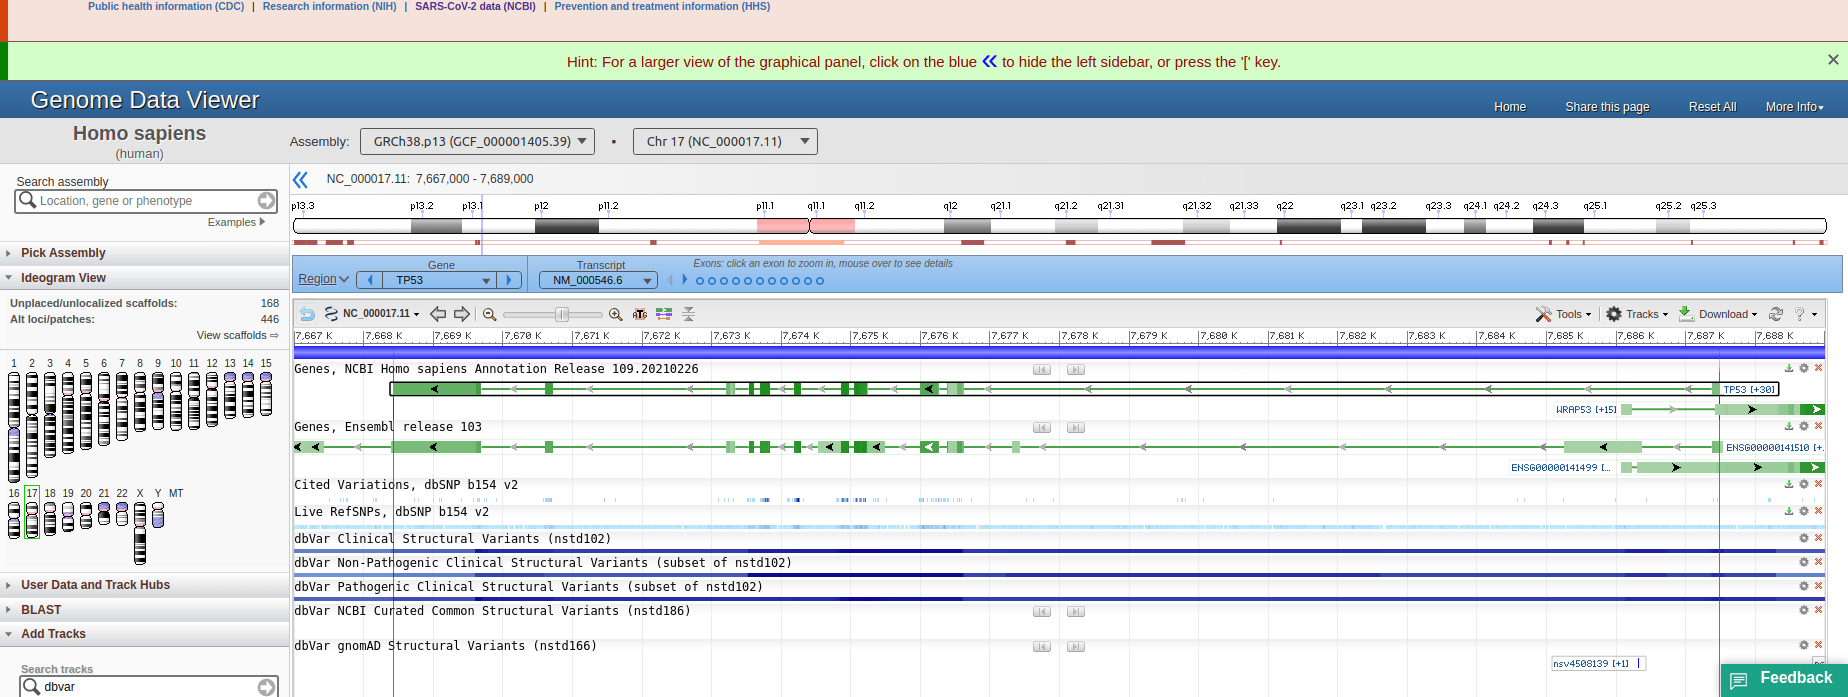 Public health information (CDC) | Research information (NIH) | SARS-CoV-2 data (NCBI) | Prevention and treatment information (HHS)
Hint: For a larger view of the graphical panel, click on the blue « to hide the left sidebar, or press the '[' key.
Genome Data Viewer
Home Share this page Reset All More Info
Homo sapiens
(human)
Assembly: GRCh38.p13 (GCF_000001405.39) Chr 17 (NC_000017.11)
Search assembly
Location, gene or phenotype
Examples
Pick Assembly
Ideogram View
Unplaced/unlocalized scaffolds: 168
Alt loci/patches: 446
View scaffolds ⇨
1 2 3 4 5 6 7 8 9 10 11 12 13 14 15
16 17 18 19 20 21 22 X Y MT
User Data and Track Hubs
BLAST
Add Tracks
Search tracks
dbvar
NC_000017.11: 7,667,000 - 7,689,000
p13.3 p13.2 p13.1 p12 p11.2 p11.1 q11.1 q11.2 q12 q21.1 q21.2 q21.31 q21.32 q21.33 q22 q23.1 q23.2 q23.3 q24.1 q24.2 q24.3 q25.1 q25.2 q25.3
Region Gene Transcript Exons: click an exon to zoom in, mouse over to see details
TP53 NM_000546.6
NC_000017.11 Tools Tracks Download ?
7,667 K 7,668 K 7,669 K 7,670 K 7,671 K 7,672 K 7,673 K 7,674 K 7,675 K 7,676 K 7,677 K 7,678 K 7,679 K 7,680 K 7,681 K 7,682 K 7,683 K 7,684 K 7,685 K 7,686 K 7,687 K 7,688 K
Genes, NCBI Homo sapiens Annotation Release 109.20210226
TP53 [+30]
WRAP53 [+15]
Genes, Ensembl release 103
ENSG00000141510 [+.
ENSG00000141499 [...
Cited Variations, dbSNP b154 v2
Live RefSNPs, dbSNP b154 v2
dbVar Clinical Structural Variants (nstd102)
dbVar Non-Pathogenic Clinical Structural Variants (subset of nstd102)
dbVar Pathogenic Clinical Structural Variants (subset of nstd102)
dbVar NCBI Curated Common Structural Variants (nstd186)
dbVar gnomAD Structural Variants (nstd166)
nsv4508139 [+1]
Feedback